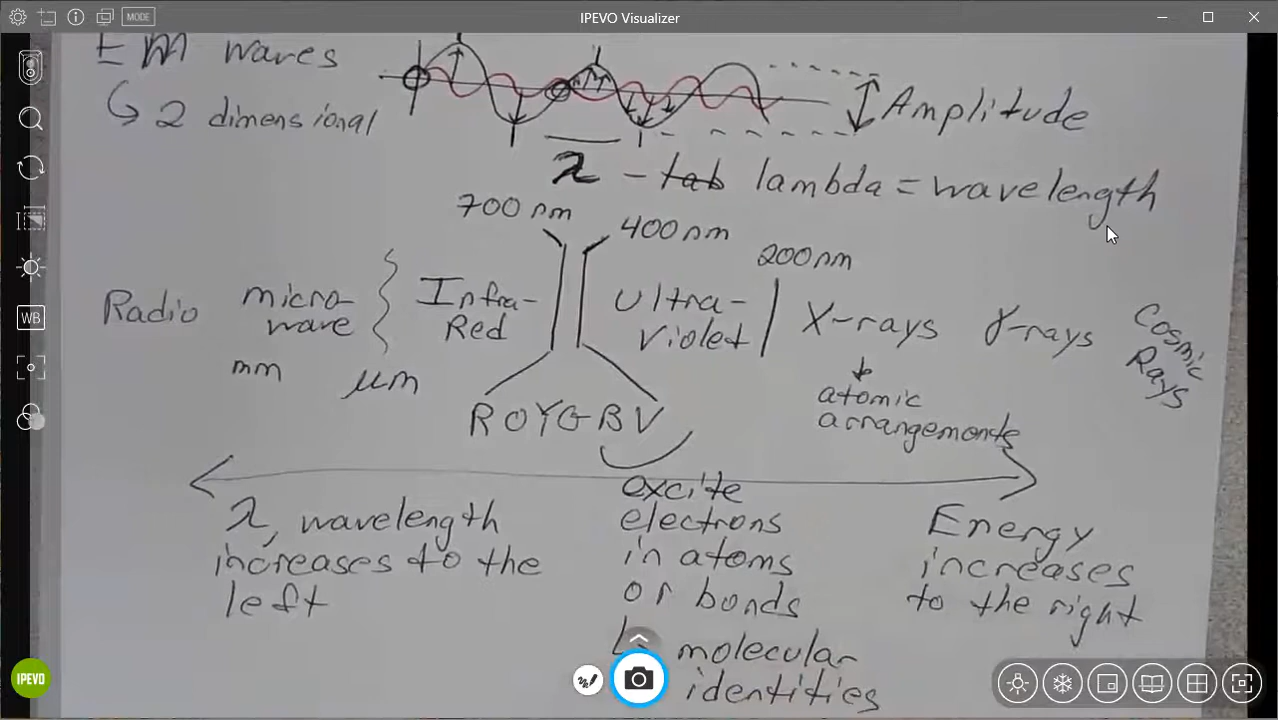 IPEVO Visualizer
MODE
EM waves
2 dimensional
Amplitude
λ - tab lambda = wavelength
700 nm
400 nm
200 nm
Radio
micro-
wave
Infra-
Red
Ultra-
violet
X-rays
γ-rays
Cosmic
Rays
mm
μm
atomic
arrangements
ROYGBV
λ, wavelength
increases to the
left
excite
electrons
in atoms
or bonds
molecular
identities
Energy
increases
to the right
WB
IPEVO